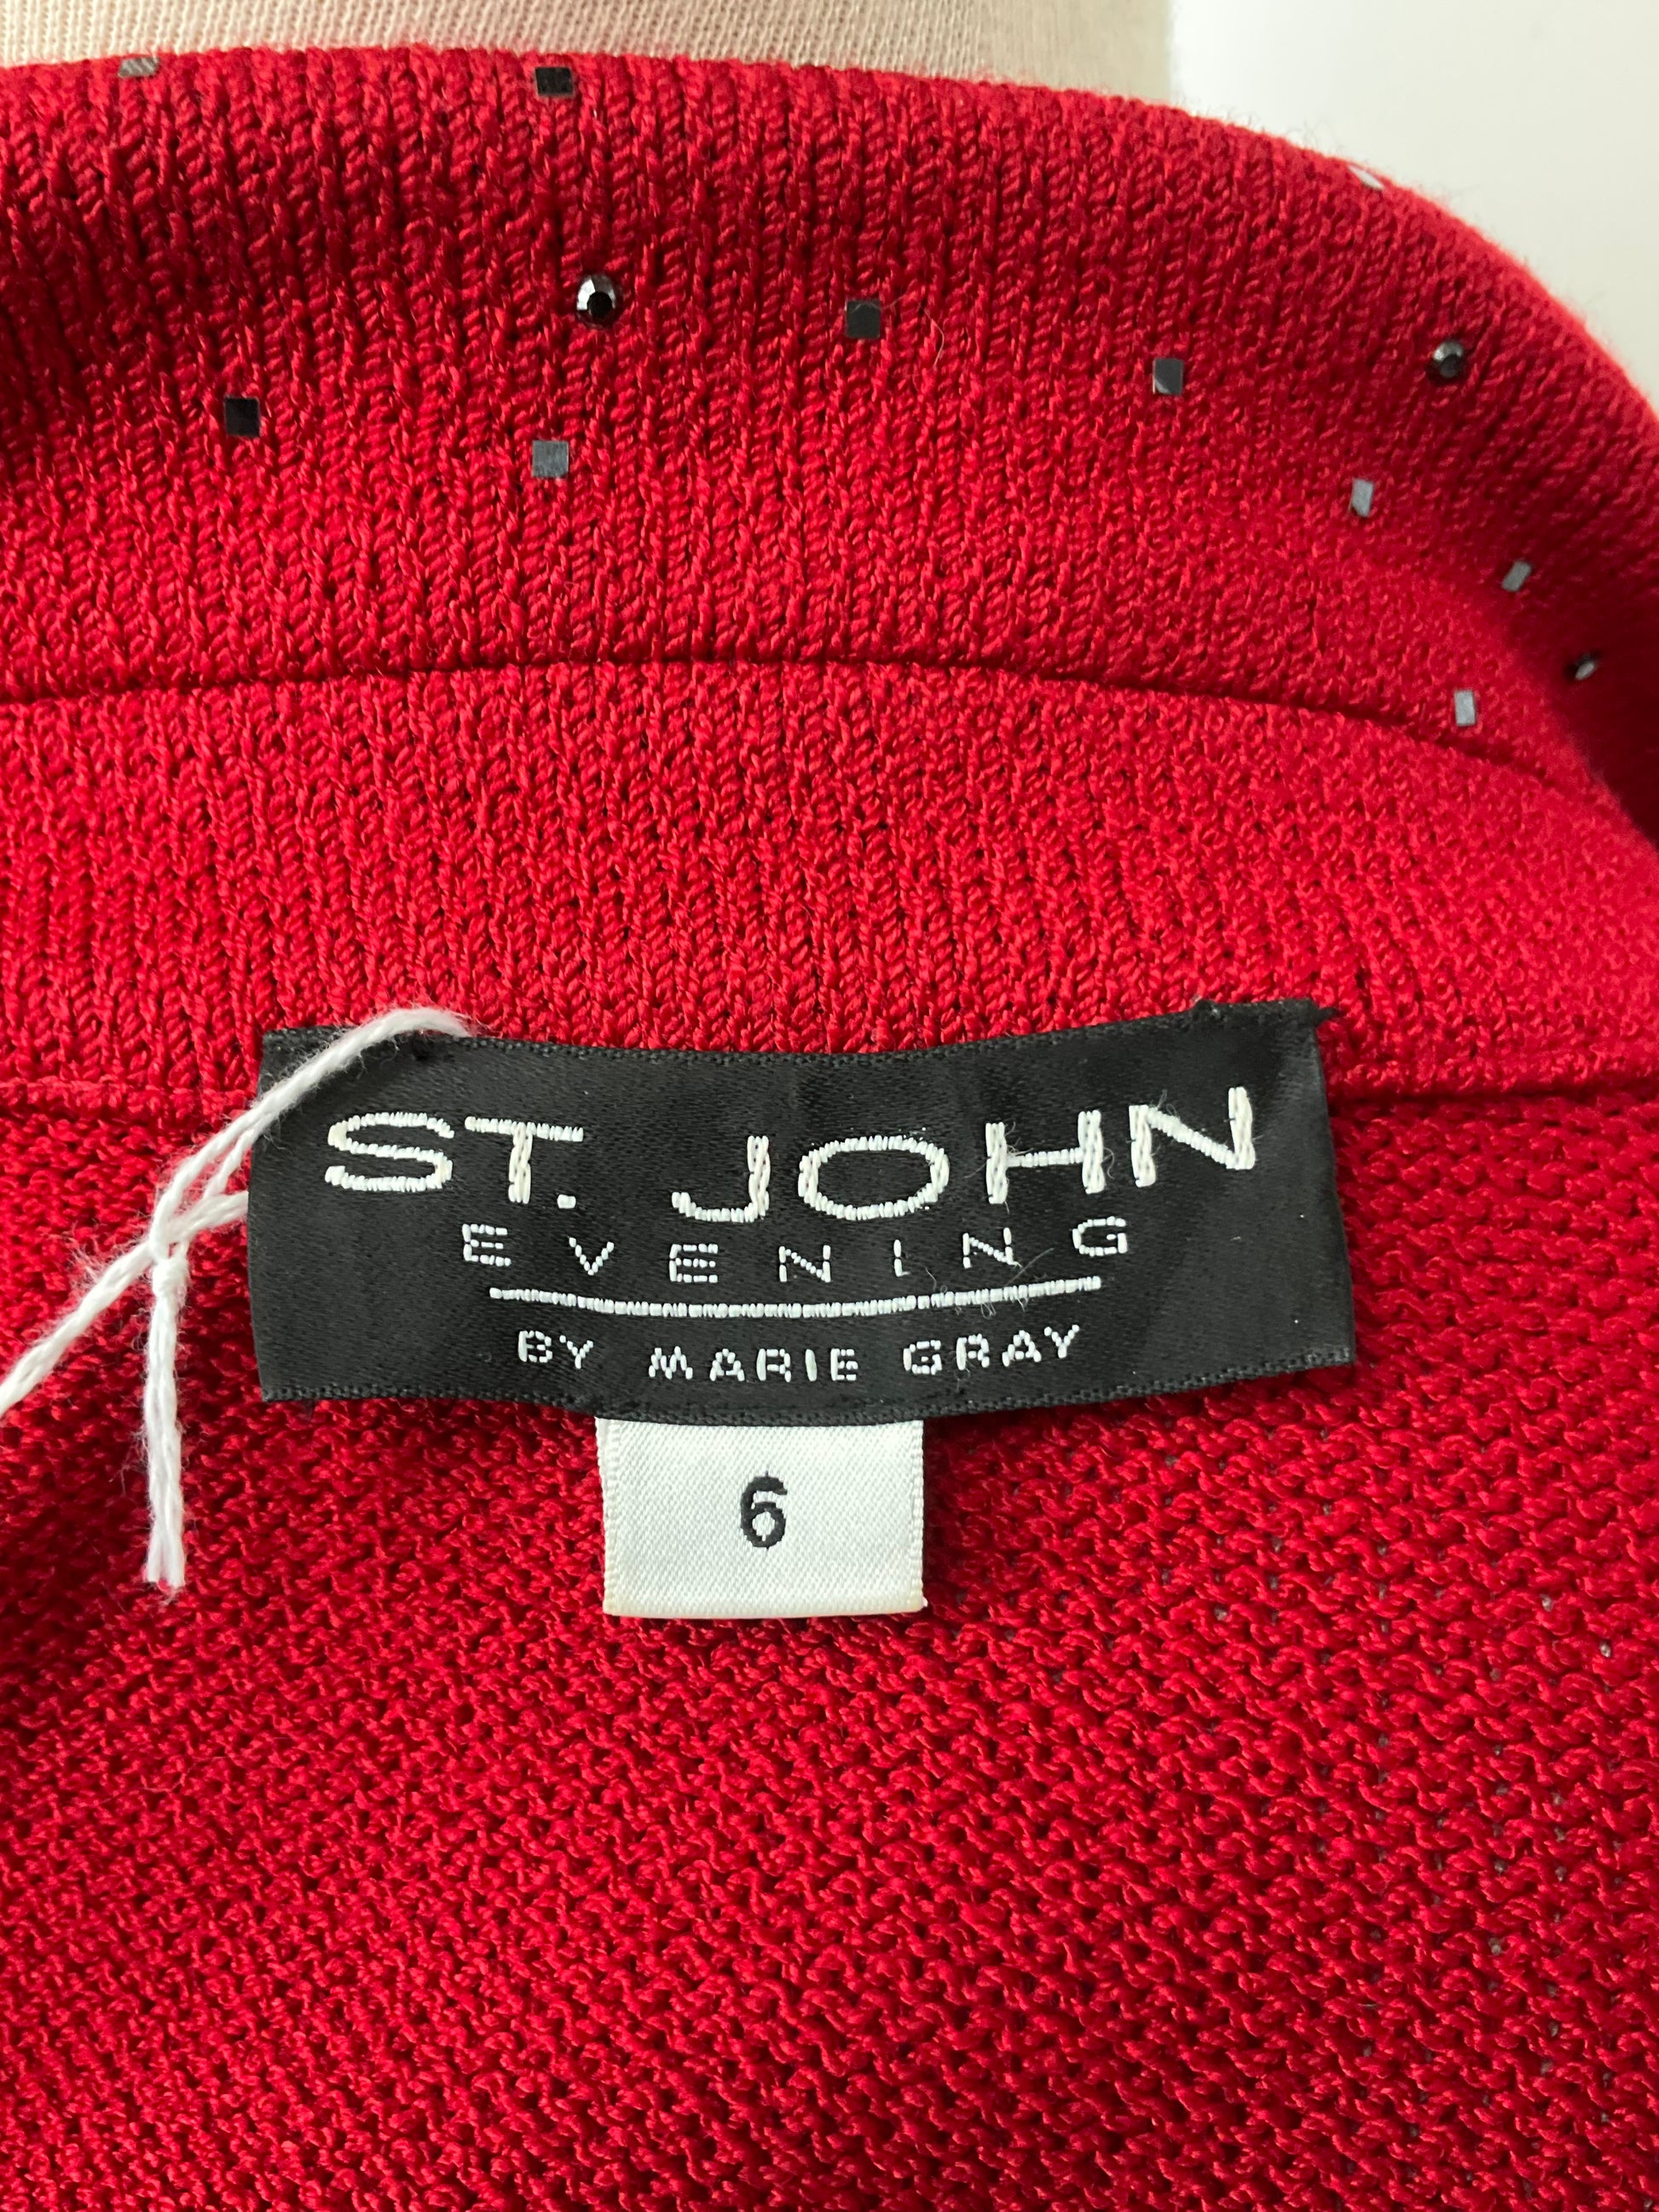 ST. JOHN
EVENING
BY MARIE GRAY
6